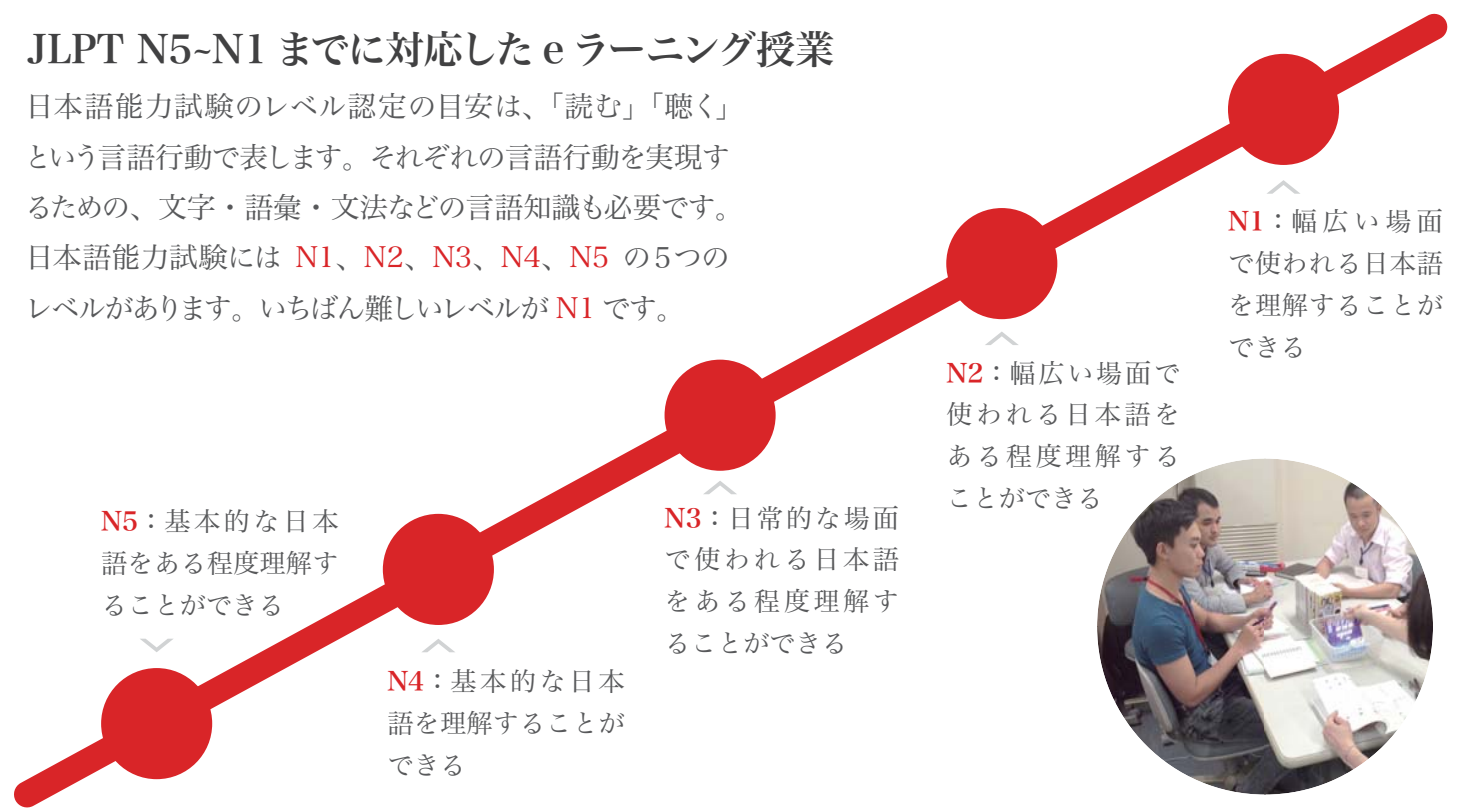 JLPT N5~N1 までに対応した e ラーニング授業
日本語能力試験のレベル認定の目安は、「読む」「聴く」
という言語行動で表します。それぞれの言語行動を実現す
るための、文字・語彙・文法などの言語知識も必要です。
日本語能力試験には N1、N2、N3、N4、N5 の5つの
レベルがあります。いちばん難しいレベルが N1 です。
N5：基本的な日本
語をある程度理解す
ることができる
N4：基本的な日本
語を理解することが
できる
N3：日常的な場面
で使われる日本語
をある程度理解す
ることができる
N2：幅広い場面で
使われる日本語を
ある程度理解する
ことができる
N1：幅広い場面
で使われる日本語
を理解することが
できる